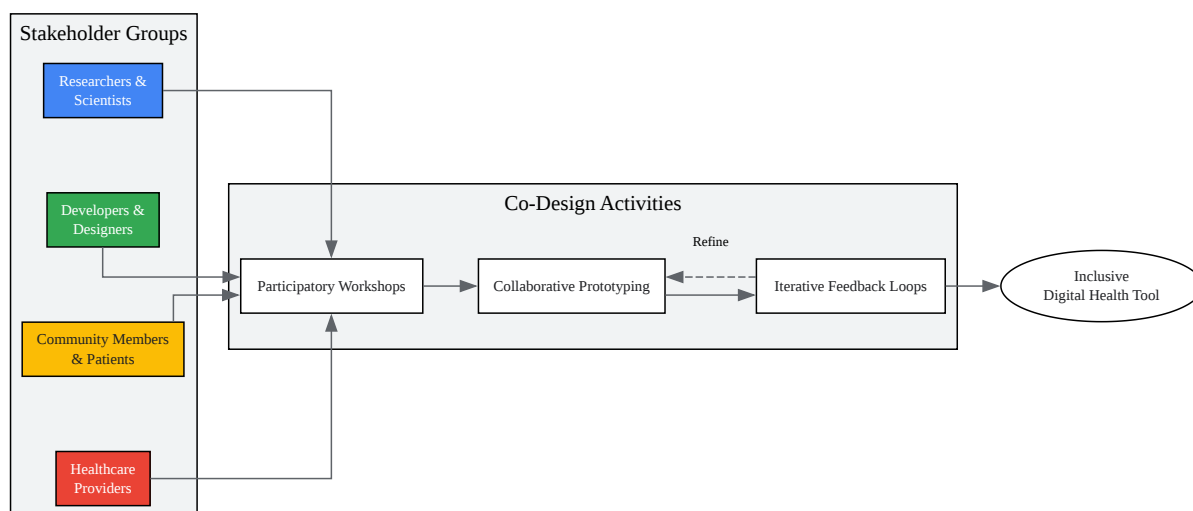 Stakeholder Groups
Researchers &
Scientists
Developers &
Designers
Community Members
& Patients
Healthcare
Providers
Co-Design Activities
Participatory Workshops
Collaborative Prototyping
Refine
Iterative Feedback Loops
Inclusive
Digital Health Tool